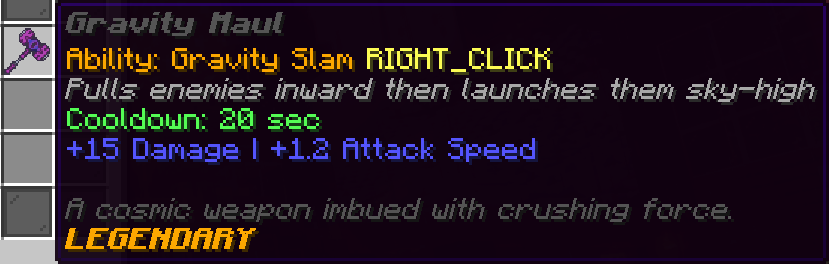 Gravity Maul
Ability: Gravity Slam RIGHT_CLICK
Pulls enemies inward then launches them sky-high
Cooldown: 20 sec
+15 Damage | +1.2 Attack Speed
A cosmic weapon imbued with crushing force.
LEGENDARY